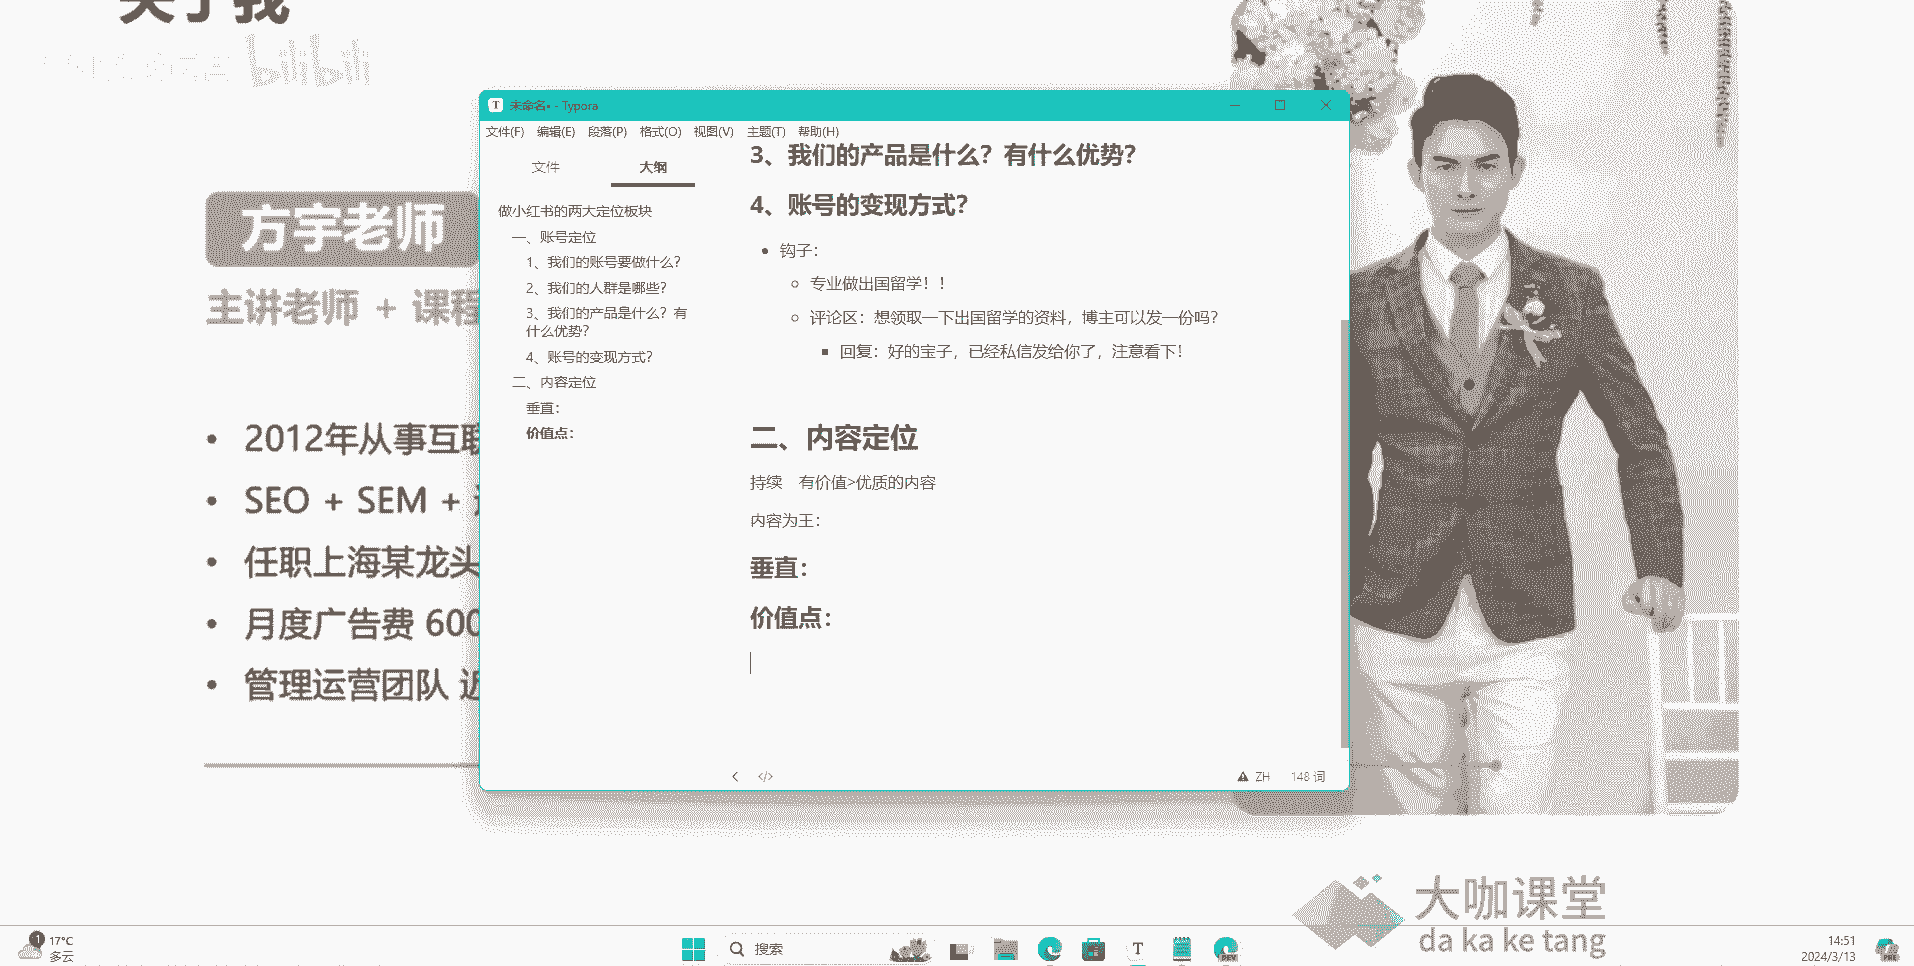 关于我
bilibili
方宇老师
主讲老师 + 课程
2012年从事互联
SEO + SEM +
任职上海某龙头
月度广告费 600
管理运营团队 近
未命名• - Typora
文件(F) 编辑(E) 段落(P) 格式(O) 视图(V) 主题(T) 帮助(H)
文件 大纲
做小红书的两大定位板块
一、账号定位
1、我们的账号要做什么？
2、我们的人群是哪些？
3、我们的产品是什么？有
什么优势？
4、账号的变现方式？
二、内容定位
垂直：
价值点：
3、我们的产品是什么？有什么优势？
4、账号的变现方式？
钩子：
专业做出国留学！！
评论区：想领取一下出国留学的资料，博主可以发一份吗？
回复：好的宝子，已经私信发给你了，注意看下！
二、内容定位
持续 有价值>优质的内容
内容为王：
垂直：
价值点：
</>
ZH 148 词
大咖课堂
da ka ke tang
1
17°C
多云
搜索
T
DEV
14:51
2024/3/13
PRE